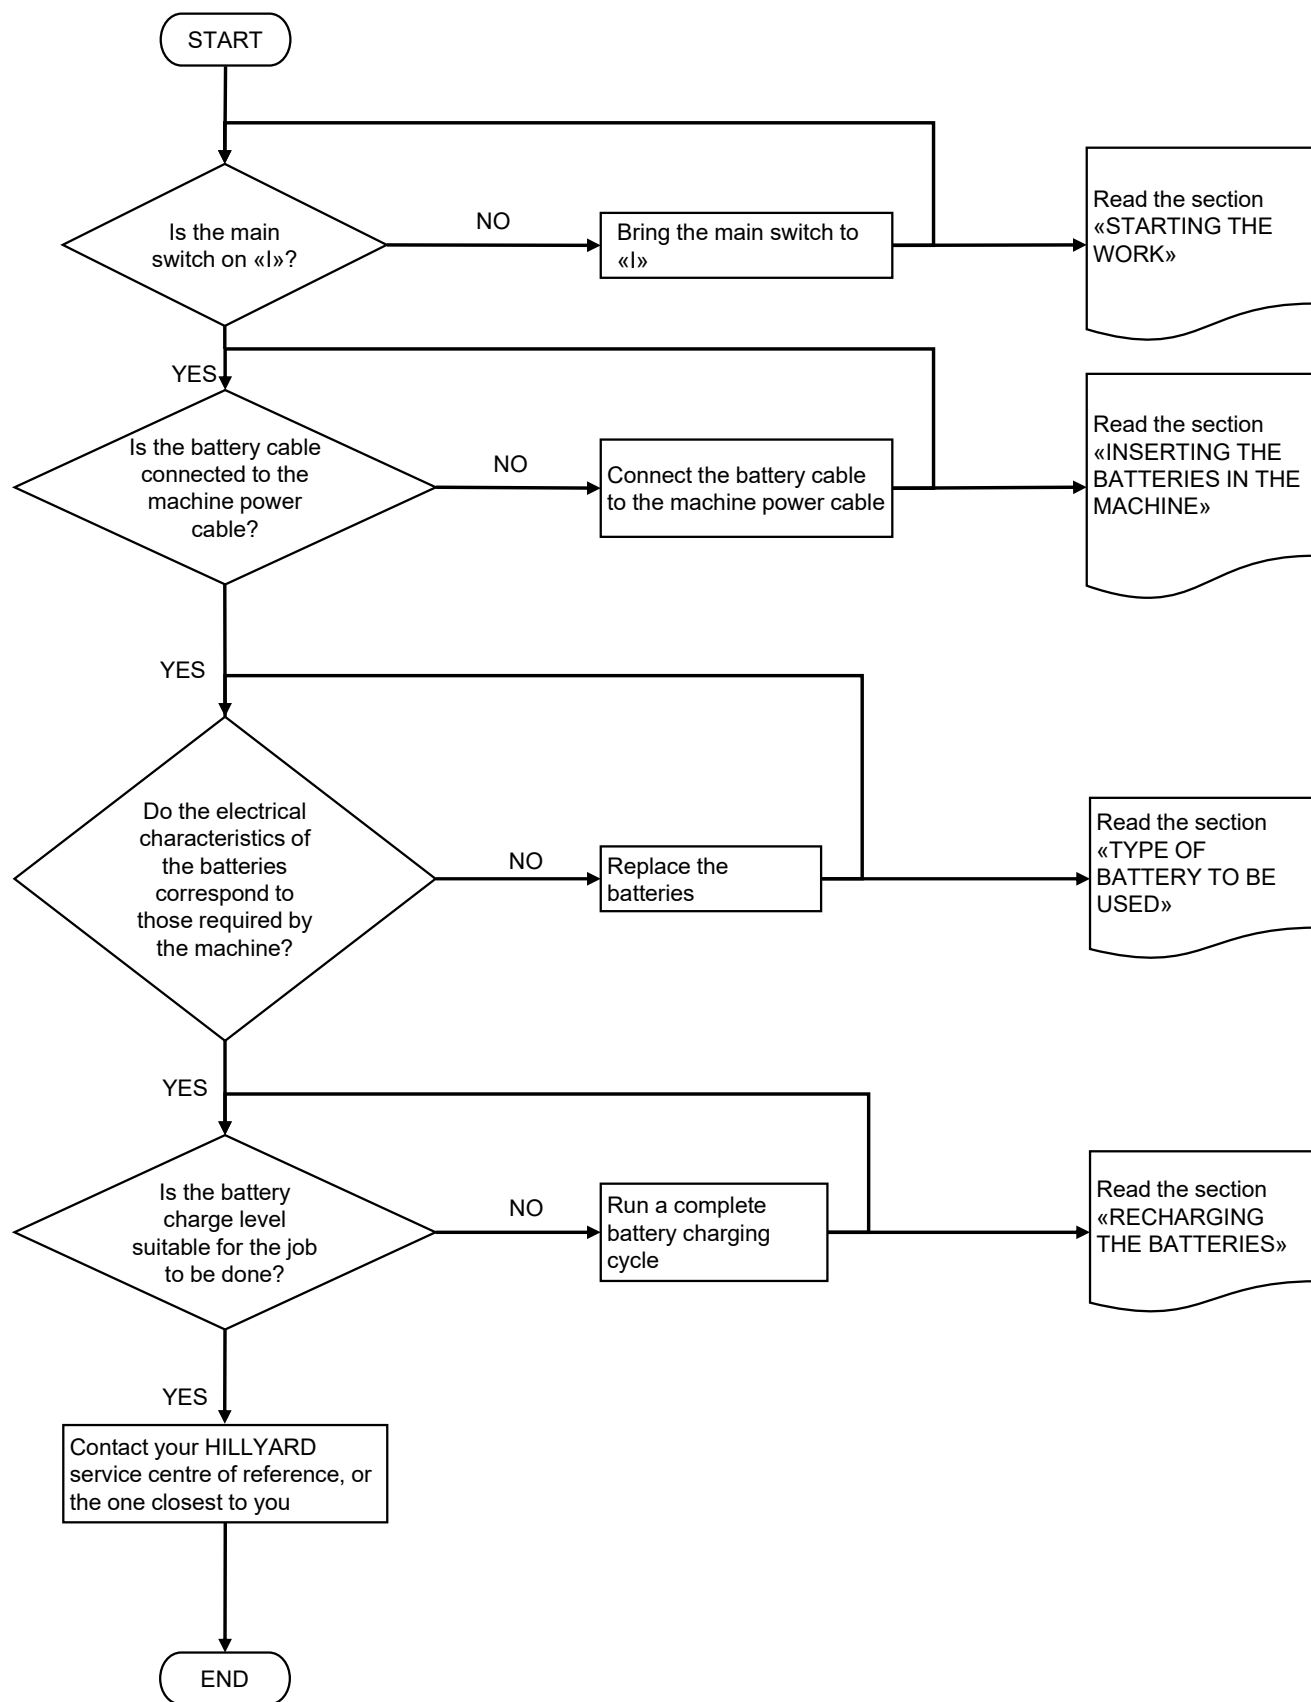 START
Is the main
switch on «I»?
NO
Bring the main switch to
«I»
Read the section
«STARTING THE
WORK»
YES
Is the battery cable
connected to the
machine power
cable?
NO
Connect the battery cable
to the machine power cable
Read the section
«INSERTING THE
BATTERIES IN THE
MACHINE»
YES
Do the electrical
characteristics of
the batteries
correspond to
those required by
the machine?
NO
Replace the
batteries
Read the section
«TYPE OF
BATTERY TO BE
USED»
YES
Is the battery
charge level
suitable for the job
to be done?
NO
Run a complete
battery charging
cycle
Read the section
«RECHARGING
THE BATTERIES»
YES
Contact your HILLYARD
service centre of reference, or
the one closest to you
END